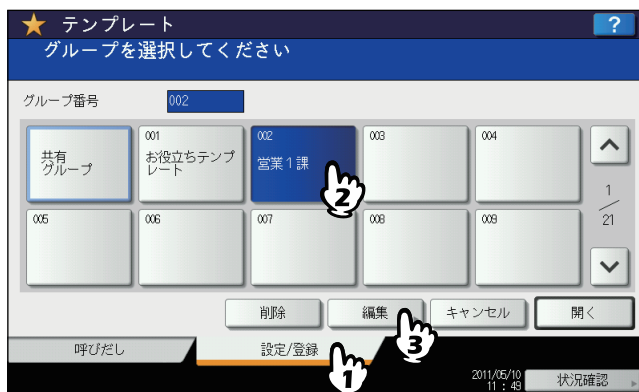 テンプレート
?
グループを選択してください
グループ番号
002
共有
グループ
001
お役立ちテンプ
レート
002
営業1課
003
004
1
21
005
006
007
008
009
2
削除
編集
キャンセル
開く
3
呼びだし
設定/登録
1
2011/05/10
11:49
状況確認